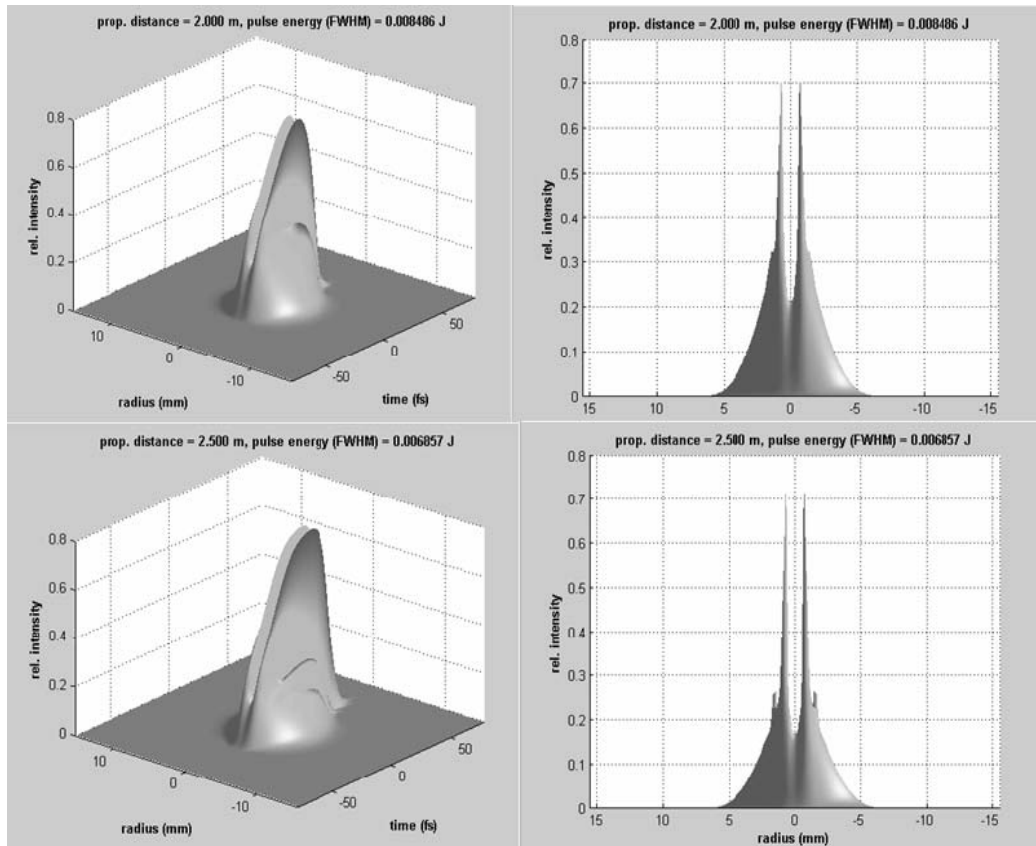 prop. distance = 2.000 m, pulse energy (FWHM) = 0.008486 J
0.8
0.6
0.4
0.2
0
rel. intensity
10
0
-10
radius (mm)
-50
0
50
time (fs)
prop. distance = 2.000 m, pulse energy (FWHM) = 0.008486 J
0.8
0.7
0.6
0.5
0.4
0.3
0.2
0.1
0
rel. intensity
15 10 5 0 -5 -10 -15
prop. distance = 2.500 m, pulse energy (FWHM) = 0.006857 J
0.8
0.6
0.4
0.2
0
rel. intensity
10
0
-10
radius (mm)
-50
0
50
time (fs)
prop. distance = 2.500 m, pulse energy (FWHM) = 0.006857 J
0.8
0.7
0.6
0.5
0.4
0.3
0.2
0.1
0
rel. intensity
15 10 5 0 -5 -10 -15
radius (mm)